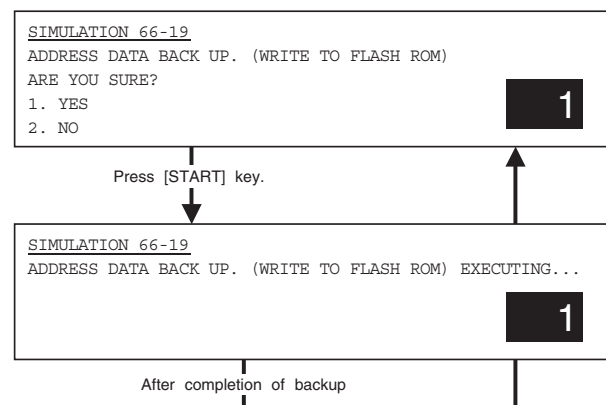 SIMULATION 66-19
ADDRESS DATA BACK UP. (WRITE TO FLASH ROM)
ARE YOU SURE?
1. YES
2. NO
1
Press [START] key.
SIMULATION 66-19
ADDRESS DATA BACK UP. (WRITE TO FLASH ROM) EXECUTING...
1
After completion of backup